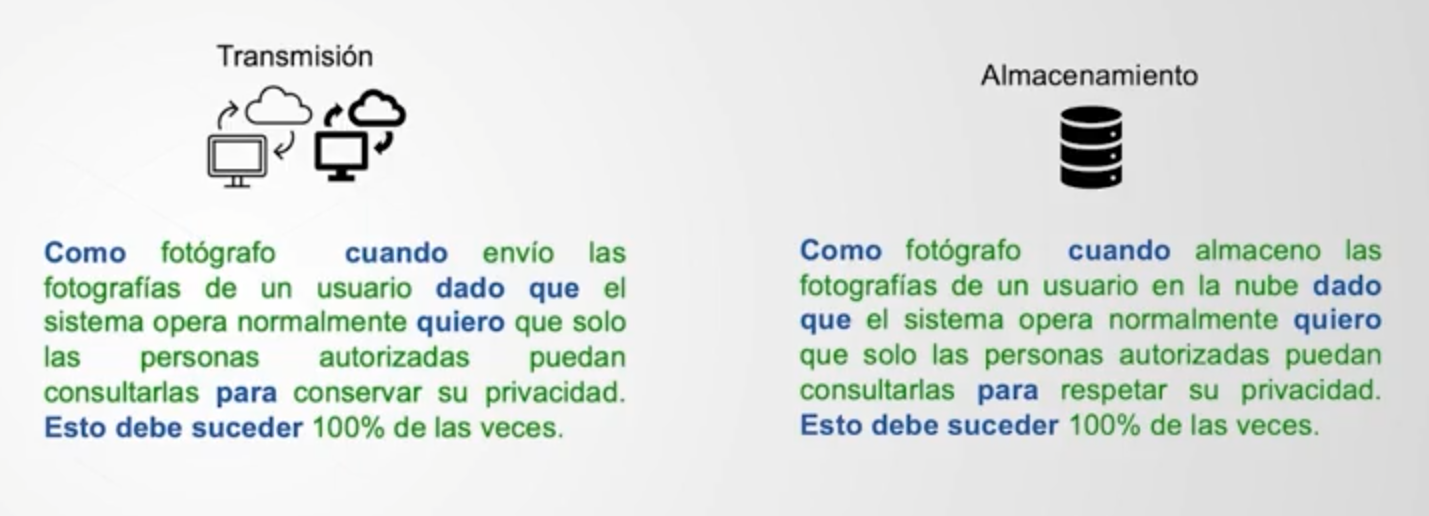 Transmisión
Como fotógrafo cuando envío las
fotografías de un usuario dado que el
sistema opera normalmente quiero que solo
las personas autorizadas puedan
consultarlas para conservar su privacidad.
Esto debe suceder 100% de las veces.
Almacenamiento
Como fotógrafo cuando almaceno las
fotografías de un usuario en la nube dado
que el sistema opera normalmente quiero
que solo las personas autorizadas puedan
consultarlas para respetar su privacidad.
Esto debe suceder 100% de las veces.